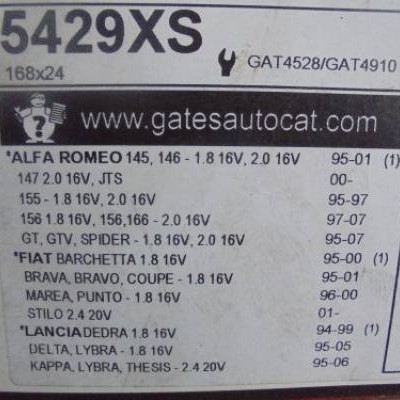 5429XS
168x24 GAT4528/GAT4910
www.gatesautocat.com
*ALFA ROMEO 145, 146 - 1.8 16V, 2.0 16V 95-01 (1)
147 2.0 16V, JTS 00-
155 - 1.8 16V, 2.0 16V 95-97
156 1.8 16V, 156,166 - 2.0 16V 97-07
GT, GTV, SPIDER - 1.8 16V, 2.0 16V 95-07
*FIAT BARCHETTA 1.8 16V 95-00 (1)
BRAVA, BRAVO, COUPE - 1.8 16V 95-01
MAREA, PUNTO - 1.8 16V 96-00
STILO 2.4 20V 01-
*LANCIA DEDRA 1.8 16V 94-99 (1)
DELTA, LYBRA - 1.8 16V 95-05
KAPPA, LYBRA, THESIS - 2.4 20V 95-06